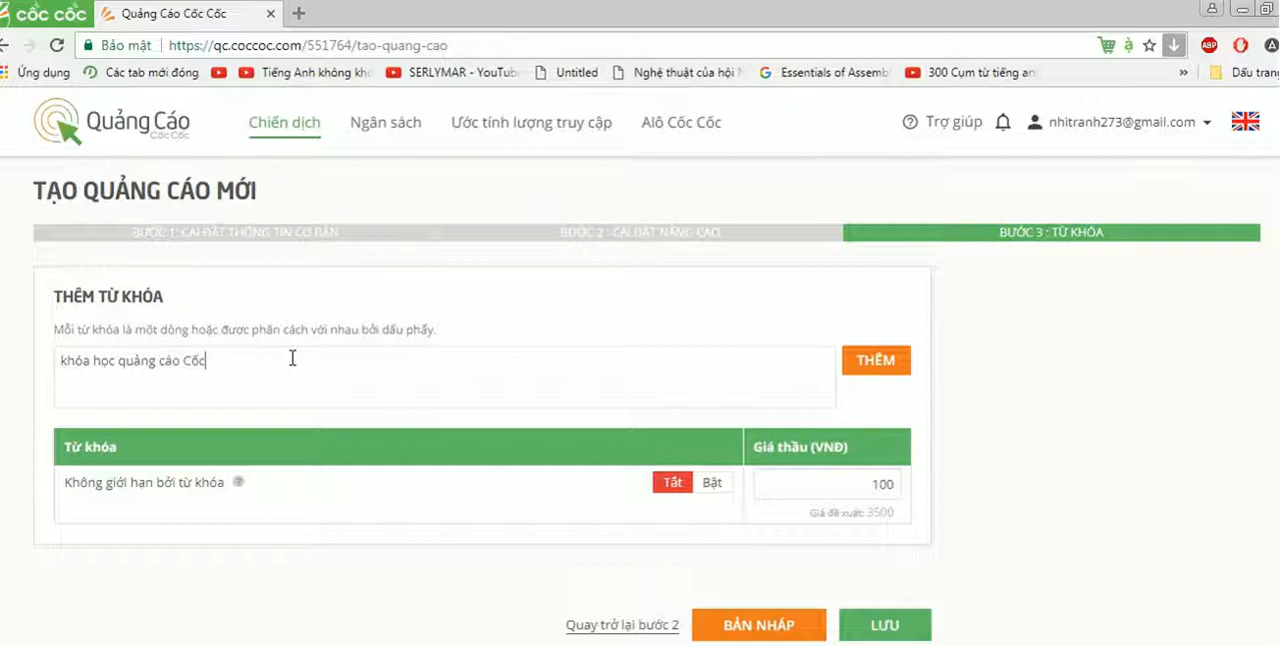 cốc cốc
Quảng Cáo Cốc Cốc
Bảo mật
https://qc.coccoc.com/551764/tao-quang-cao
ABP
Ứng dụng
Các tab mới đóng
Tiếng Anh không
SERLYMAR - YouTub
Untitled
Nghệ thuật của hội
Essentials of Assemb
300 Cụm từ tiếng an
»
Dấu trang
Quảng Cáo
Cốc Cốc
Chiến dịch
Ngân sách
Ước tính lượng truy cập
Alô Cốc Cốc
Trợ giúp
nhitranh273@gmail.com
TẠO QUẢNG CÁO MỚI
BƯỚC 1: CÀI ĐẶT THÔNG TIN CƠ BẢN
BƯỚC 2 : CÀI ĐẶT NÂNG CAO
BƯỚC 3 : TỪ KHÓA
THÊM TỪ KHÓA
Mỗi từ khóa là một dòng hoặc được phân cách với nhau bởi dấu phẩy.
khóa học quảng cáo Cốc
THÊM
Từ khóa
Giá thầu (VNĐ)
Không giới hạn bởi từ khóa
Tắt
Bật
100
Giá đề xuất: 3500
Quay trở lại bước 2
BẢN NHÁP
LƯU